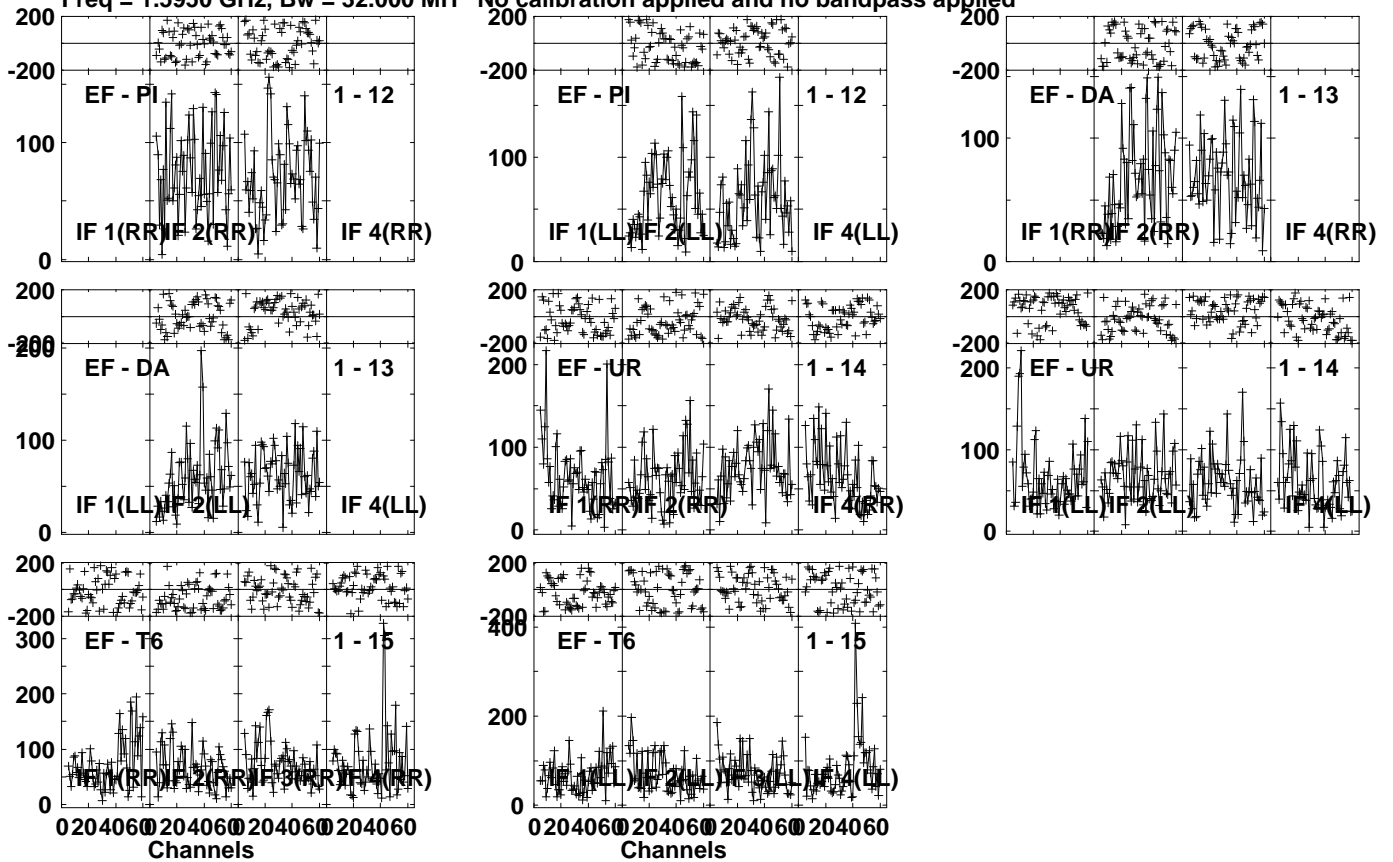 Freq = 1.5950 GHz, Bw = 32.000 MH No calibration applied and no bandpass applied
200
-200
EF - PI
1 - 12
100
IF 1(RR)
IF 2(RR)
IF 4(RR)
0
200
-200
EF - PI
1 - 12
100
IF 1(LL)
IF 2(LL)
IF 4(LL)
0
200
-200
EF - DA
1 - 13
100
IF 1(RR)
IF 2(RR)
IF 4(RR)
0
200
-200
200
EF - DA
1 - 13
100
IF 1(LL)
IF 2(LL)
IF 4(LL)
0
200
-200
200
EF - UR
1 - 14
100
IF 1(RR)
IF 2(RR)
IF 4(RR)
0
200
-200
200
EF - UR
1 - 14
100
IF 1(LL)
IF 2(LL)
IF 4(LL)
0
200
-200
300
EF - T6
1 - 15
200
100
IF 1(RR)
IF 2(RR)
IF 3(RR)
IF 4(RR)
0
0 20 40 60 0 20 40 60 0 20 40 60 0 20 40 60
Channels
200
-200
400
EF - T6
1 - 15
200
IF 1(LL)
IF 2(LL)
IF 3(LL)
IF 4(LL)
0
0 20 40 60 0 20 40 60 0 20 40 60 0 20 40 60
Channels